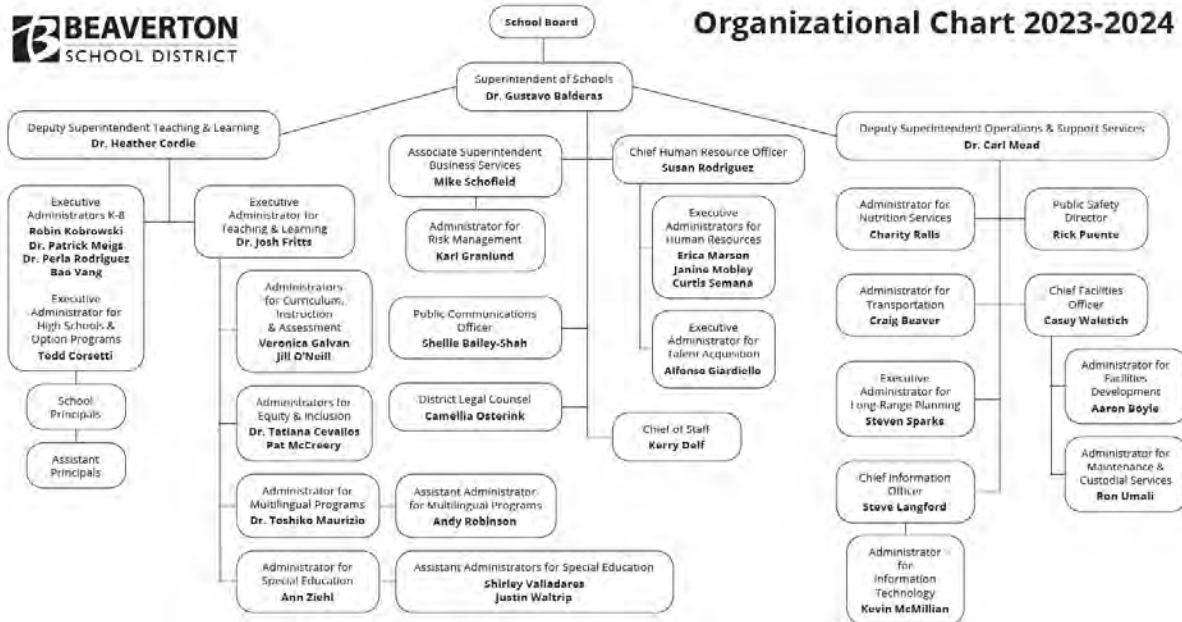 BEAVERTON
SCHOOL DISTRICT
Organizational Chart 2023-2024
School Board
Superintendent of Schools
Dr. Gustavo Balderas
Deputy Superintendent Teaching & Learning
Dr. Heather Cordie
Executive
Administrators K-8
Robin Kobrowski
Dr. Patrick Meigs
Dr. Perla Rodriguez
Bao Vang
Executive
Administrator for
High Schools &
Option Programs
Todd Corsetti
School
Principals
Assistant
Principals
Executive
Administrator for
Teaching & Learning
Dr. Josh Fritts
Administrators
for Curriculum,
Instruction
& Assessment
Veronica Galvan
Jill O'Neill
Administrators for
Equity & Inclusion
Dr. Tatiana Cevallos
Pat McCreery
Administrator for
Multilingual Programs
Dr. Toshiko Maurizio
Assistant Administrator
for Multilingual Programs
Andy Robinson
Administrator for
Special Education
Ann Ziehl
Assistant Administrators for Special Education
Shirley Valladares
Justin Waltrip
Associate Superintendent
Business Services
Mike Schofield
Administrator for
Risk Management
Karl Granlund
Public Communications
Officer
Shellie Bailey-Shah
District Legal Counsel
Camellia Osterink
Chief Human Resource Officer
Susan Rodriguez
Executive
Administrators for
Human Resources
Erica Marson
Janine Mobley
Curtis Semana
Executive
Administrator for
Talent Acquisition
Alfonso Giardiello
Chief of Staff
Kerry Delf
Deputy Superintendent Operations & Support Services
Dr. Carl Mead
Administrator for
Nutrition Services
Charity Ralls
Public Safety
Director
Rick Puente
Administrator for
Transportation
Craig Beaver
Chief Facilities
Officer
Casey Waletich
Administrator for
Facilities
Development
Aaron Boyle
Administrator for
Maintenance &
Custodial Services
Ron Umali
Executive
Administrator for
Long-Range Planning
Steven Sparks
Chief Information
Officer
Steve Langford
Administrator
for
Information
Technology
Kevin McMillian